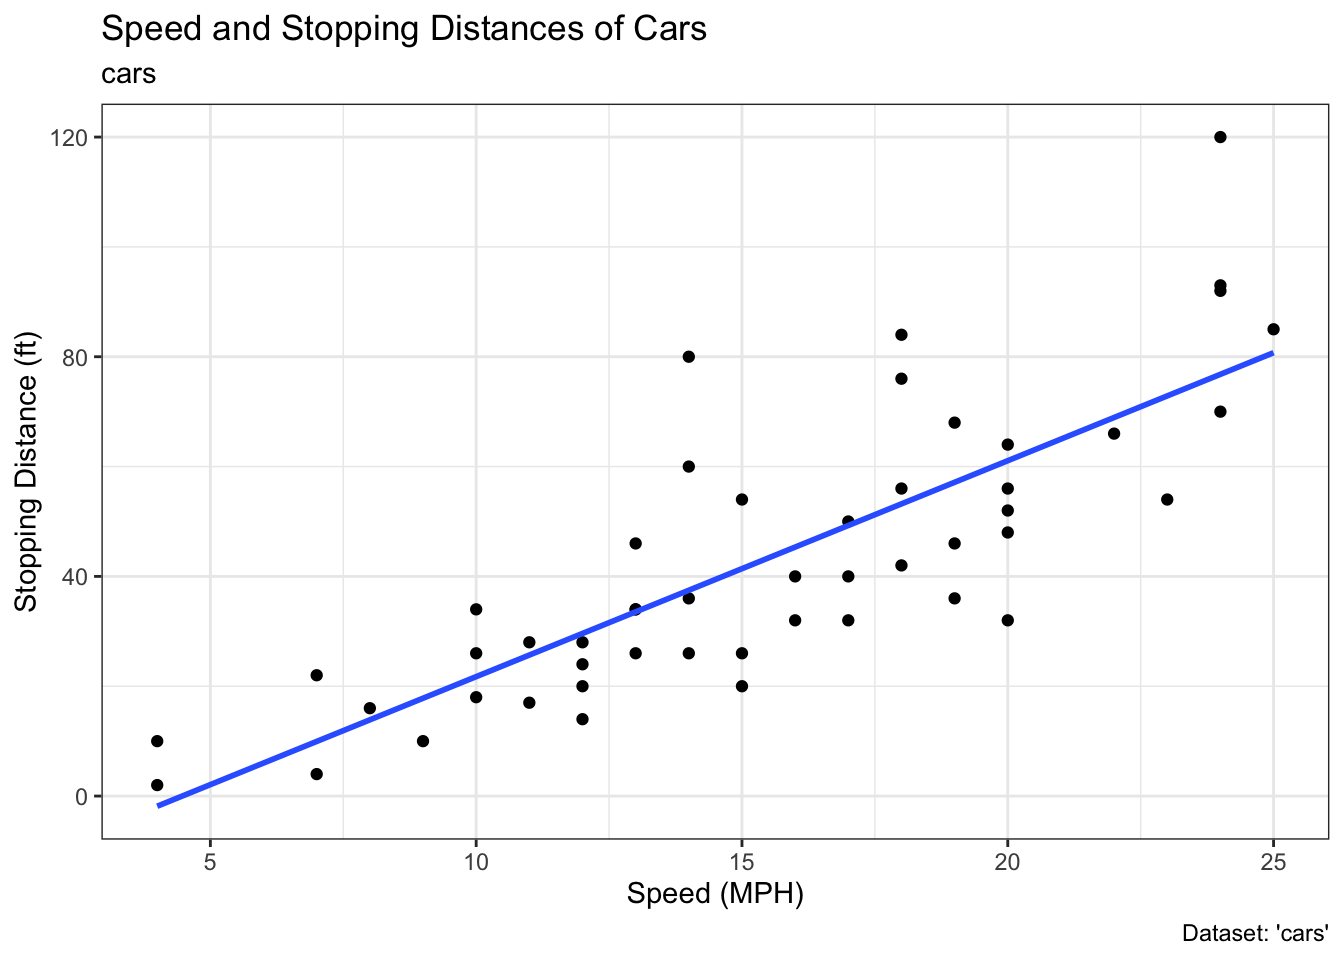 Speed and Stopping Distances of Cars
cars
Stopping Distance (ft)
120
80
40
0
5 10 15 20 25
Speed (MPH)
Dataset: 'cars'